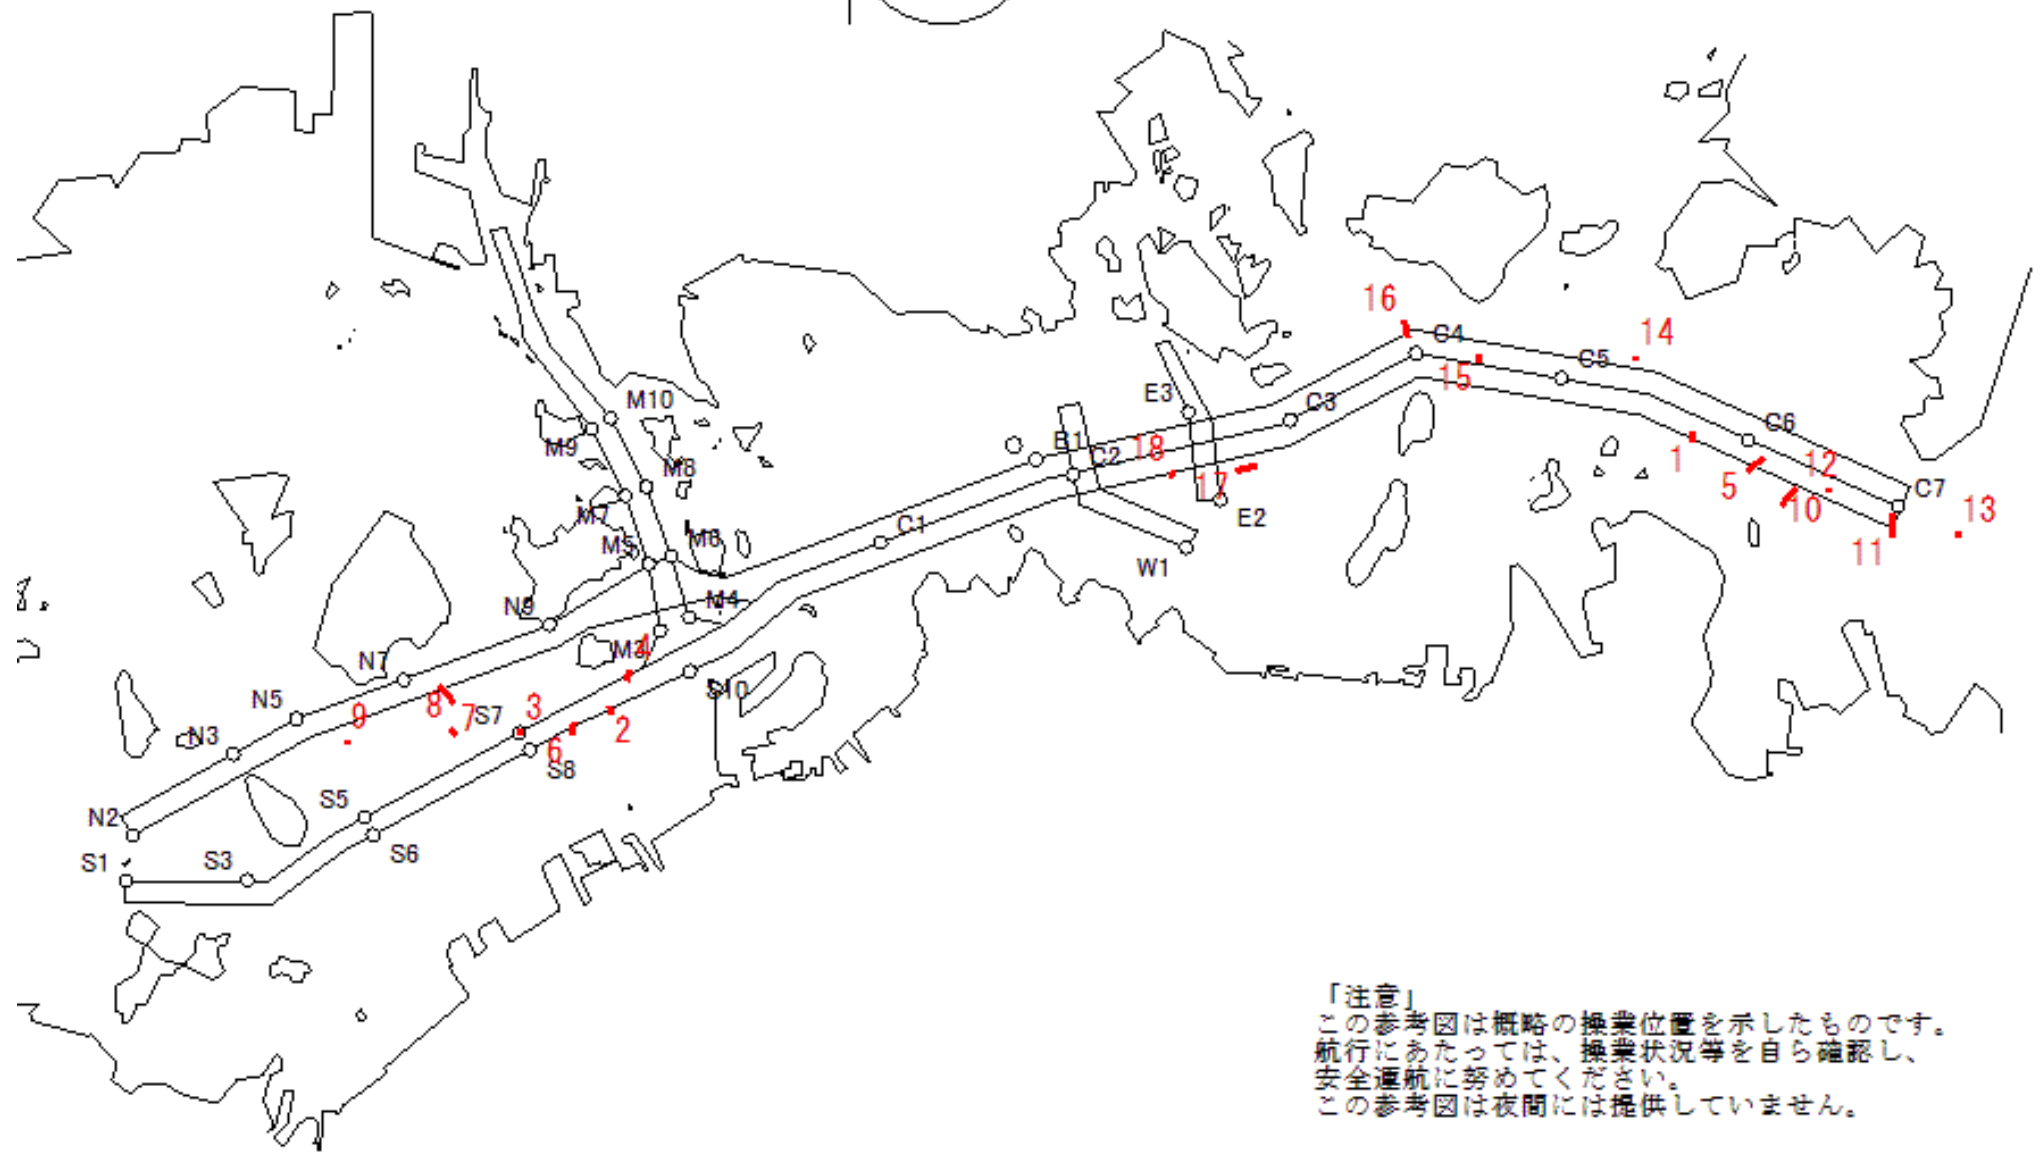 16
14
C4
C5
15
M10
E3
C3
C6
M9
B1
18
C2
1
12
M8
17
5
C7
10
M7
E2
13
C1
M5
M6
11
W1
N9
M4
M3
4
N7
S10
N5
8
S7
3
9
7
2
N3
6
S8
S5
N2
S6
S1
S3
「注意」
この参考図は概略の操業位置を示したものです。
航行にあたっては、操業状況等を自ら確認し、
安全運航に努めてください。
この参考図は夜間には提供していません。